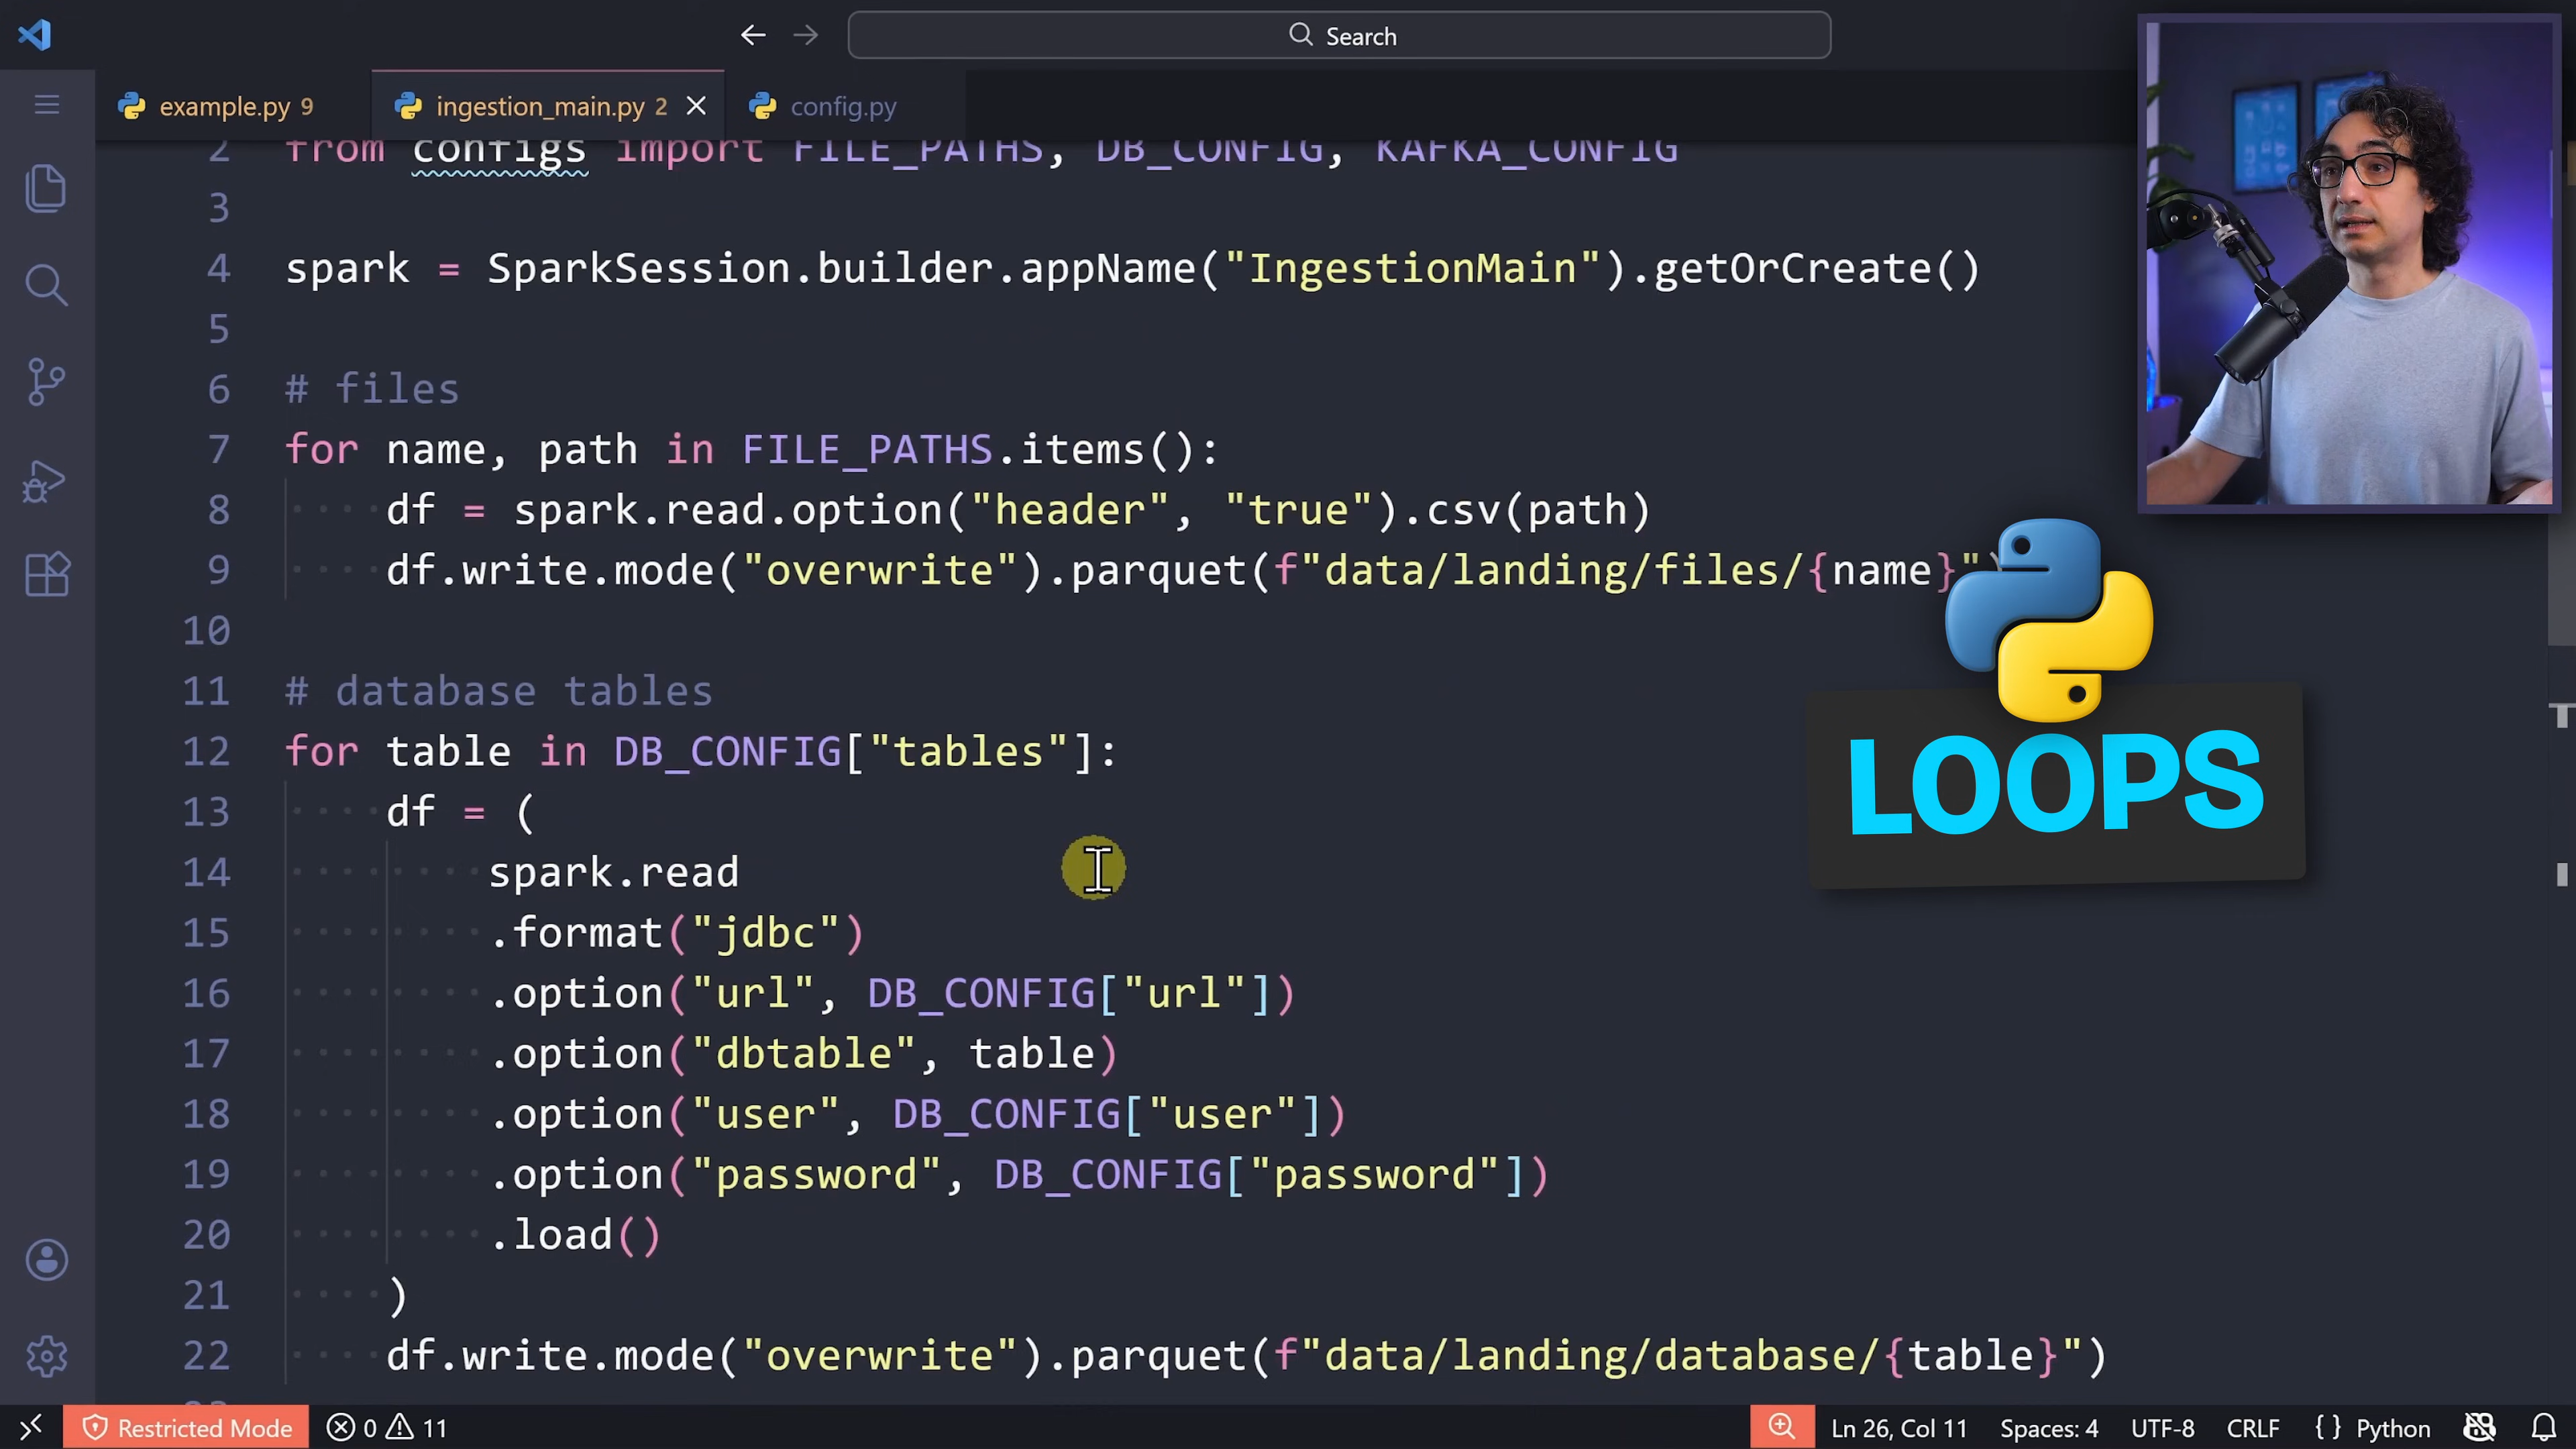 Search
example.py 9
ingestion_main.py 2
config.py
2 from configs import FILE_PATHS, DB_CONFIG, KAFKA_CONFIG
3
4 spark = SparkSession.builder.appName("IngestionMain").getOrCreate()
5
6 # files
7 for name, path in FILE_PATHS.items():
8 df = spark.read.option("header", "true").csv(path)
9 df.write.mode("overwrite").parquet(f"data/landing/files/{name}")
10
11 # database tables
12 for table in DB_CONFIG["tables"]:
13 df = (
14 spark.read
15 .format("jdbc")
16 .option("url", DB_CONFIG["url"])
17 .option("dbtable", table)
18 .option("user", DB_CONFIG["user"])
19 .option("password", DB_CONFIG["password"])
20 .load()
21 )
22 df.write.mode("overwrite").parquet(f"data/landing/database/{table}")
LOOPS
Restricted Mode 0 11 Ln 26, Col 11 Spaces: 4 UTF-8 CRLF { } Python